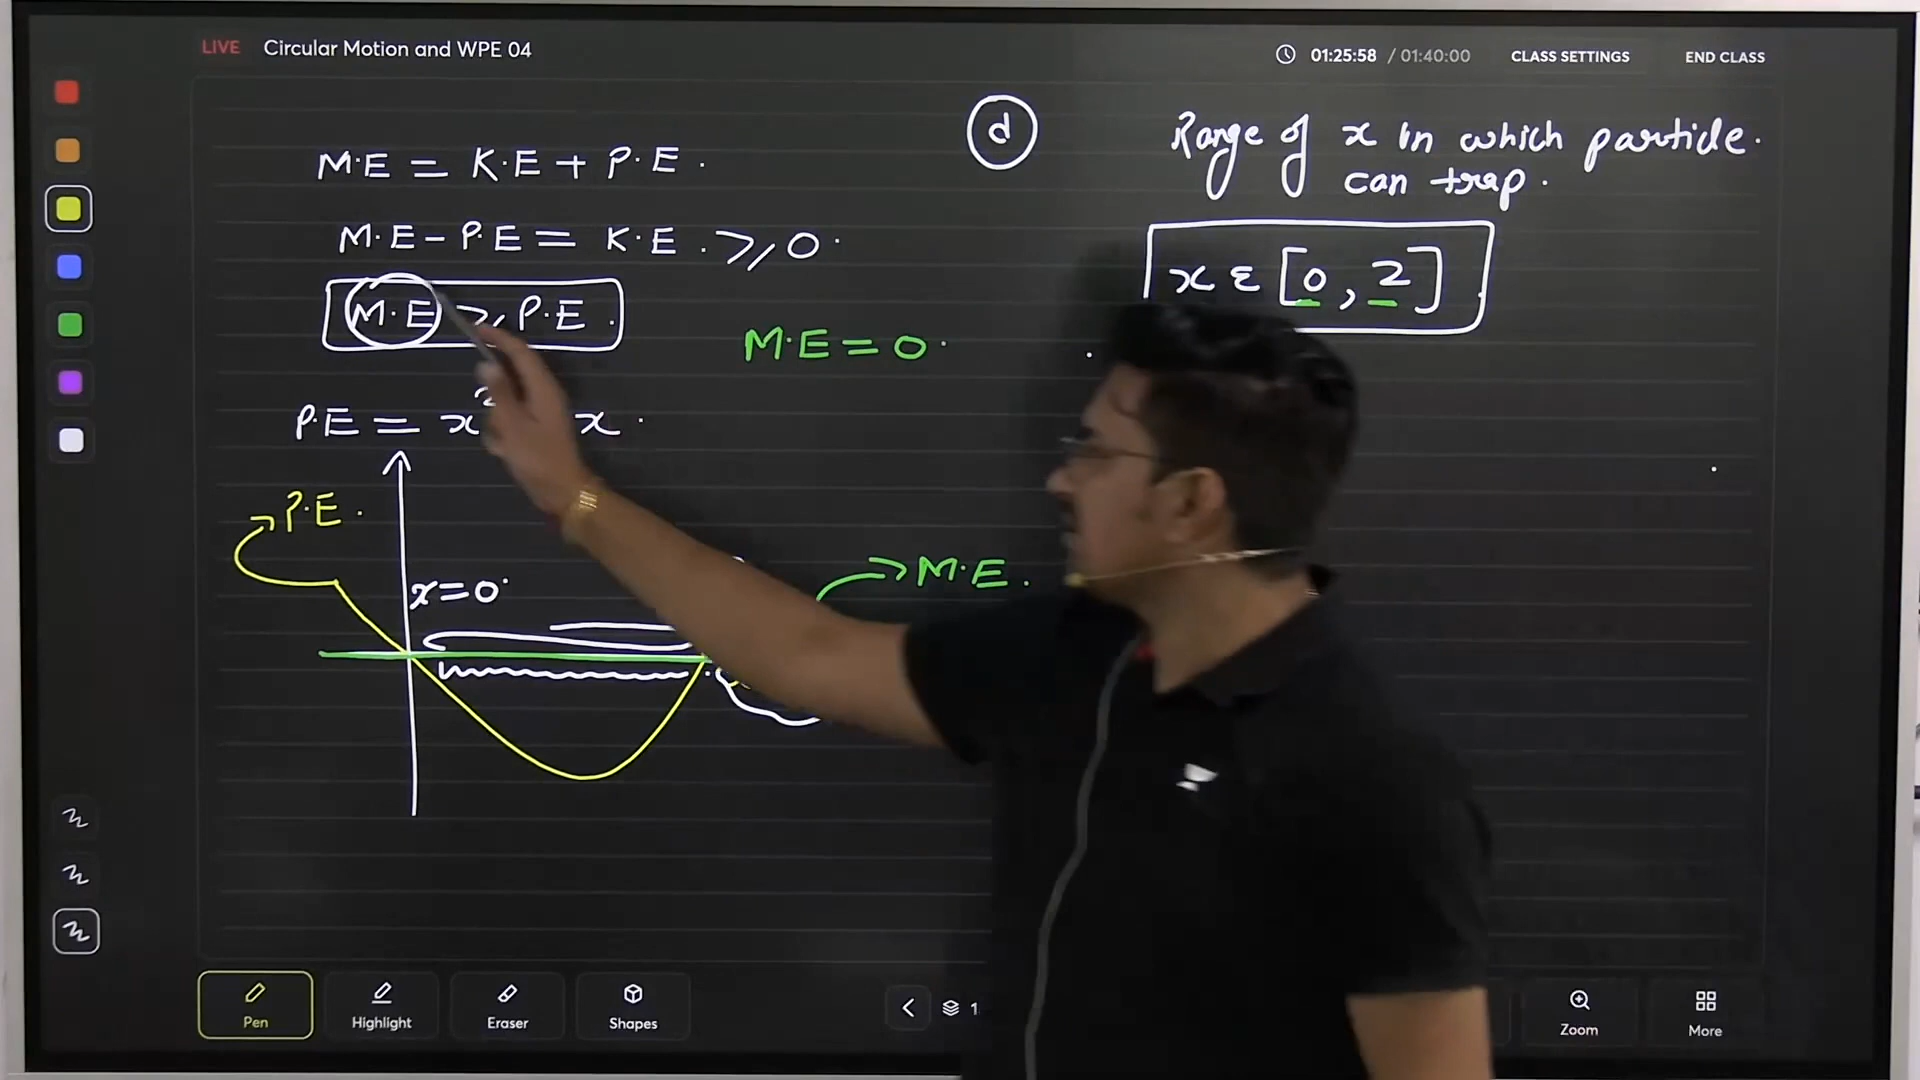 LIVE Circular Motion and WPE 04
01:25:58 / 01:40:00 CLASS SETTINGS END CLASS
M.E = K.E + P.E .
M.E - P.E = K.E . ⩾ 0 .
M.E ⩾ P.E .
P.E = x² x .
P.E .
x=0
M.E = 0 .
M.E .
d
Range of x in which particle.
can trap .
x ε [0, 2]
Pen Highlight Eraser Shapes 1 Zoom More